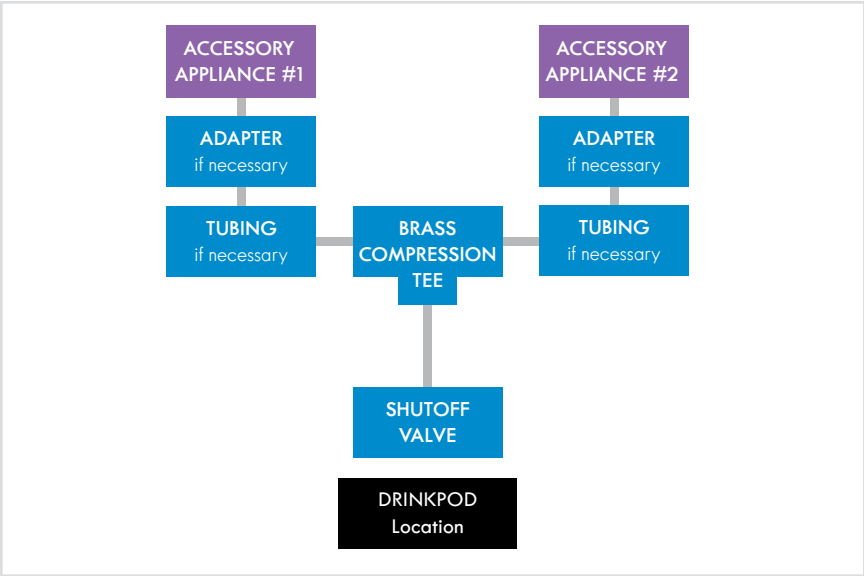 ACCESSORY
APPLIANCE #1
ACCESSORY
APPLIANCE #2
ADAPTER
if necessary
ADAPTER
if necessary
TUBING
if necessary
BRASS
COMPRESSION
TEE
TUBING
if necessary
SHUTOFF
VALVE
DRINKPOD
Location